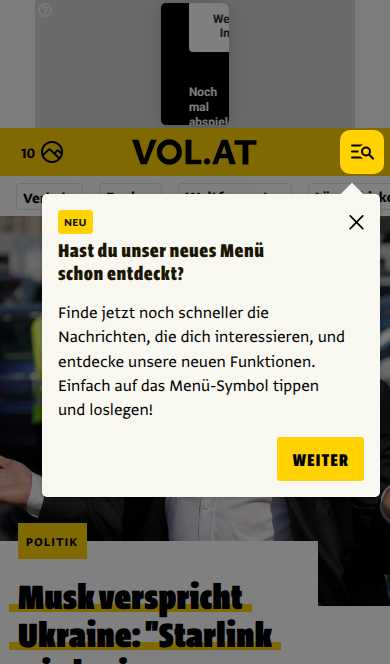 We
In
Noch
mal
abspiel
10
VOL.AT
NEU
Hast du unser neues Menü
schon entdeckt?
Finde jetzt noch schneller die
Nachrichten, die dich interessieren, und
entdecke unsere neuen Funktionen.
Einfach auf das Menü-Symbol tippen
und loslegen!
WEITER
POLITIK
Musk verspricht
Ukraine: "Starlink